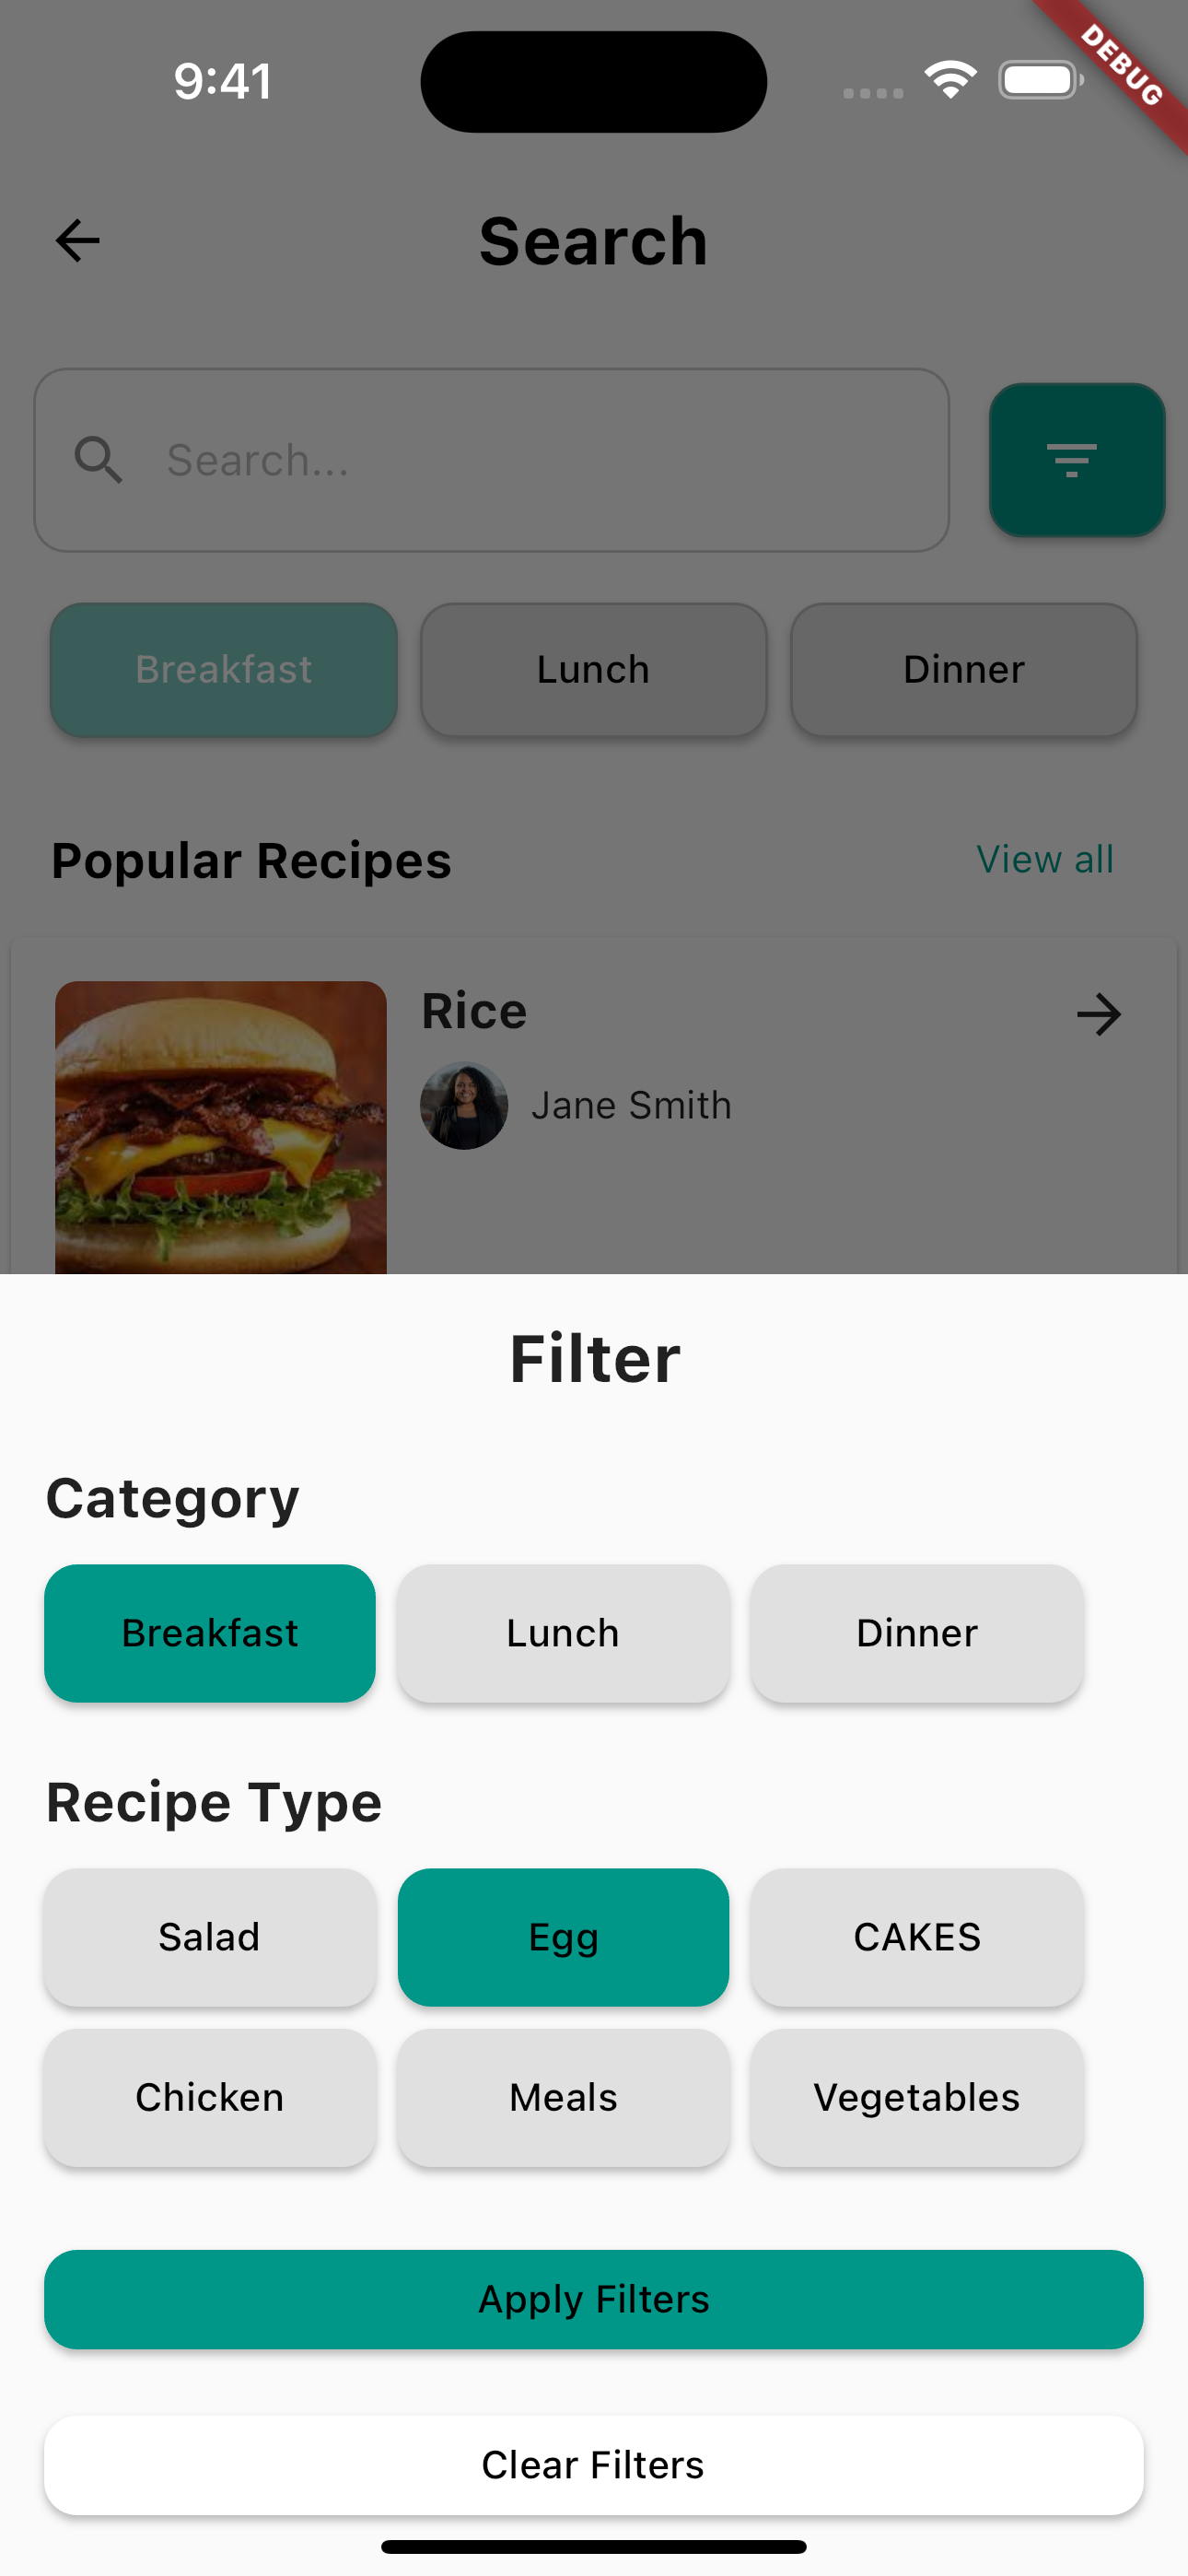 9:41
DEBUG
Search
Search...
Breakfast Lunch Dinner
Popular Recipes View all
Rice
Jane Smith
Filter
Category
Breakfast Lunch Dinner
Recipe Type
Salad Egg CAKES
Chicken Meals Vegetables
Apply Filters
Clear Filters